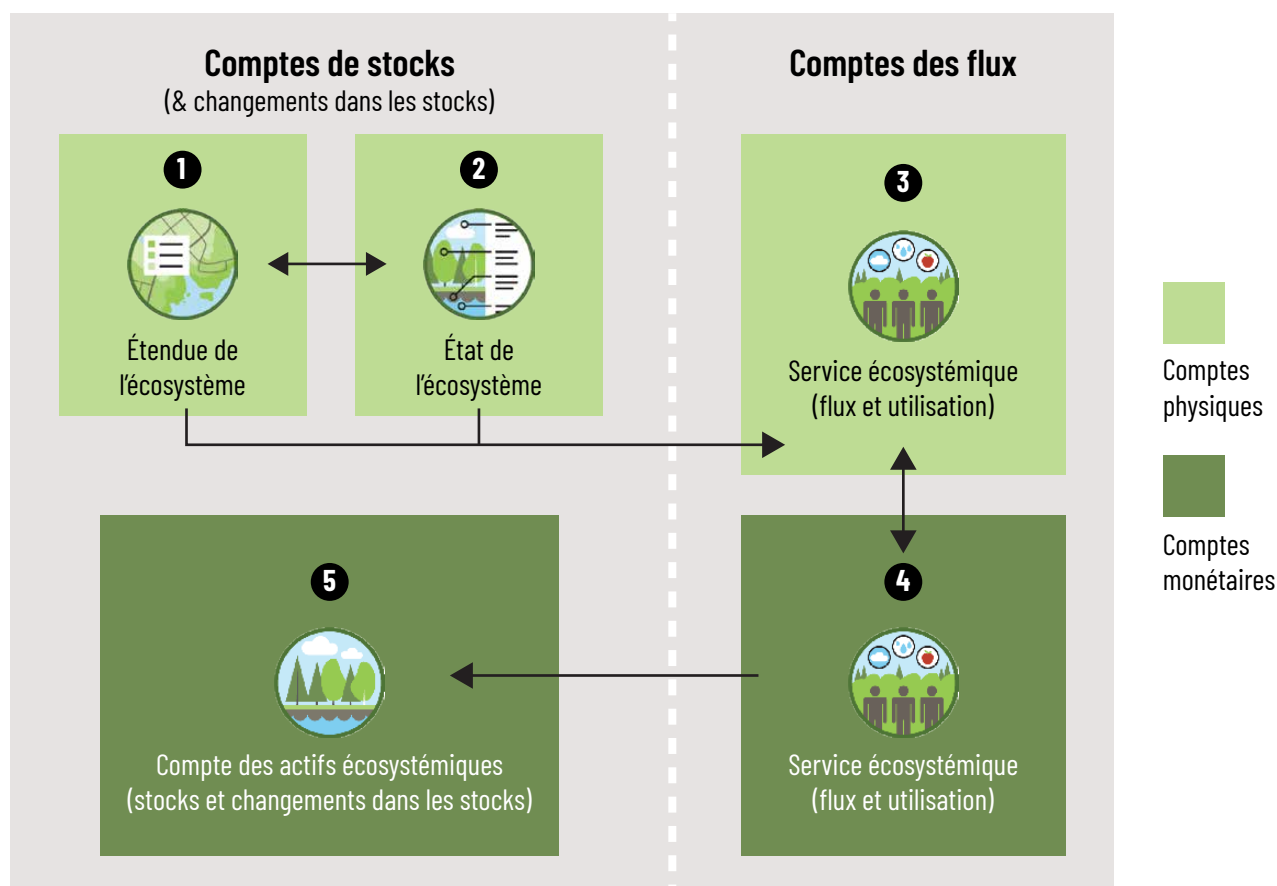 Comptes de stocks
(& changements dans les stocks)
Comptes des flux
1
Étendue de
l'écosystème
2
État de
l'écosystème
3
Service écosystémique
(flux et utilisation)
5
Compte des actifs écosystémiques
(stocks et changements dans les stocks)
4
Service écosystémique
(flux et utilisation)
Comptes
physiques
Comptes
monétaires